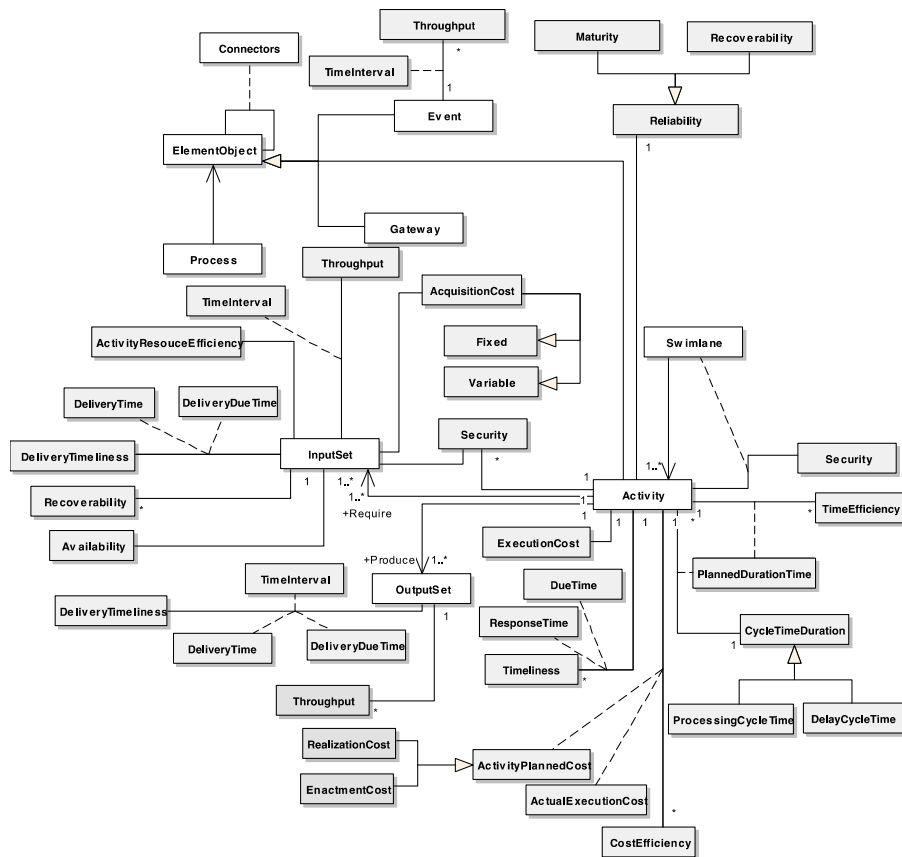 Throughput
Maturity
Recoverability
Connectors
*
TimeInterval
1
Event
Reliability
1
ElementObject
Gateway
Process
Throughput
TimeInterval
AcquisitionCost
ActivityResouceEfficiency
Fixed
Swimlane
Variable
DeliveryTime
DeliveryDueTime
Security
*
InputSet
DeliveryTimeliness
Security
1
1..*
1
1..*
Recoverability
*
1..*
Activity
+Require
1
1
1
1
1
1
*
1
*
TimeEfficiency
Availability
ExecutionCost
+Produce
1..*
PlannedDurationTime
TimeInterval
DueTime
OutputSet
DeliveryTimeliness
1
ResponseTime
CycleTimeDuration
1
DeliveryTime
DeliveryDueTime
Timeliness
*
Throughput
*
ProcessingCycleTime
DelayCycleTime
RealizationCost
ActivityPlannedCost
EnactmentCost
ActualExecutionCost
*
CostEfficiency